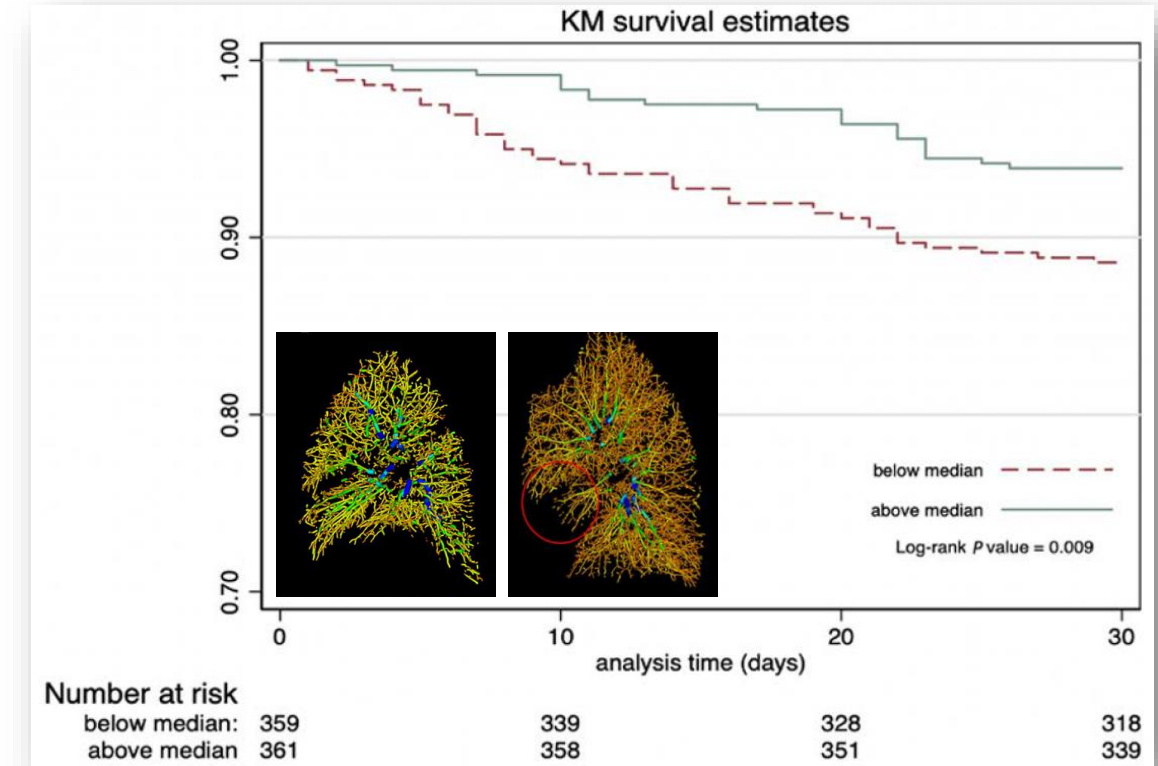 KM survival estimates
1.00
0.90
0.80
0.70
below median
above median
Log-rank P value = 0.009
0 10 20 30
analysis time (days)
Number at risk
below median: 359 339 328 318
above median 361 358 351 339